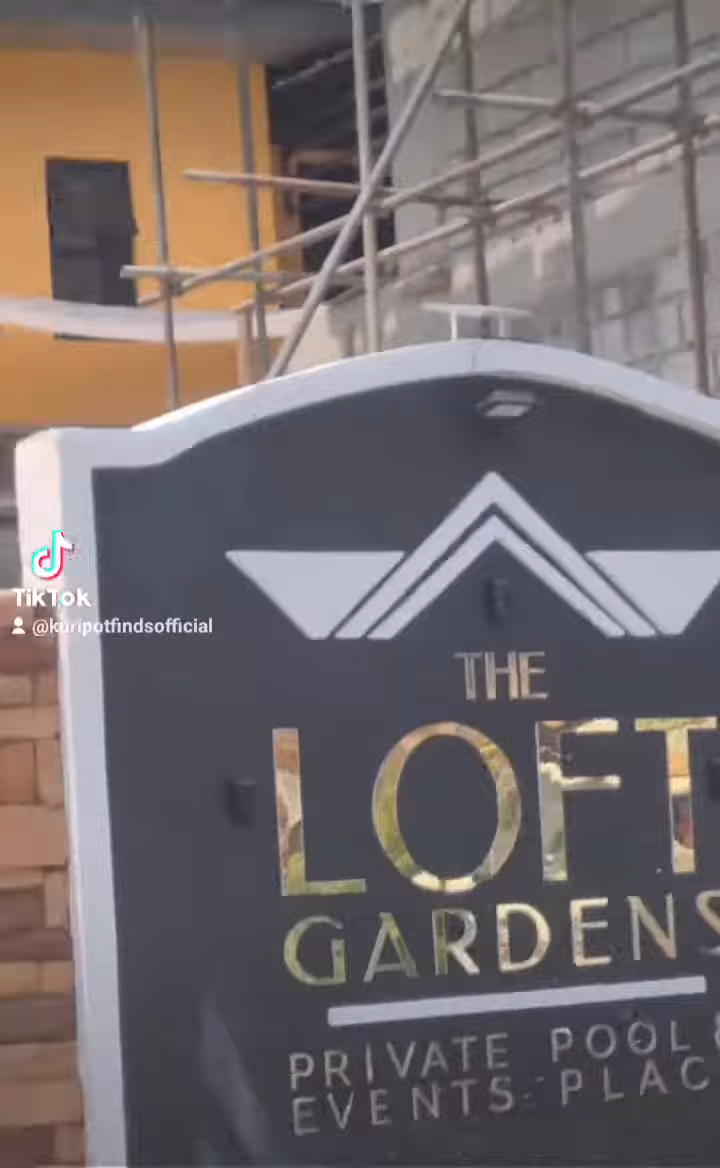 TikTok
@kuripotfindsofficial
THE
LOFT
GARDENS
PRIVATE POOL &
EVENTS PLAC